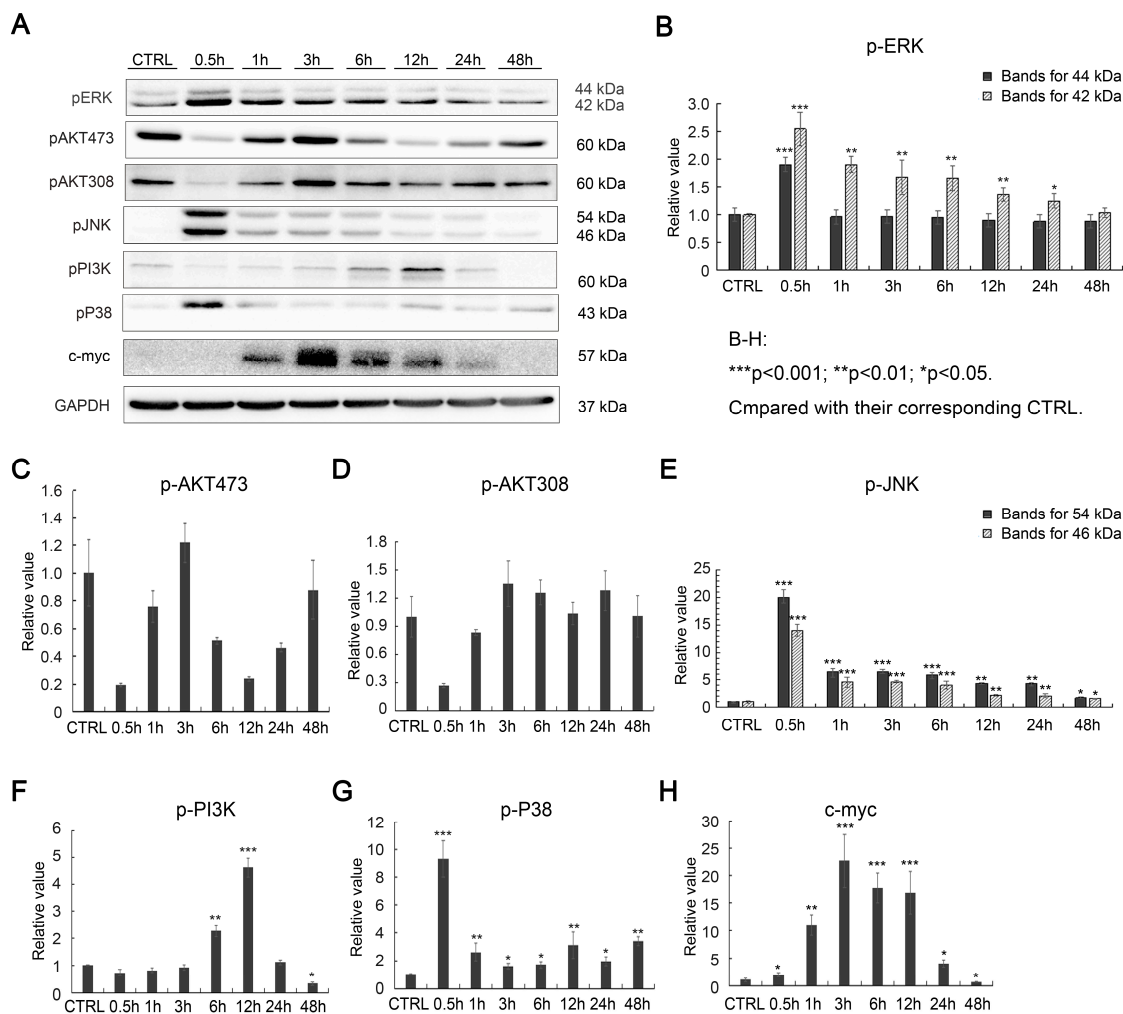 A
CTRL 0.5h 1h 3h 6h 12h 24h 48h
pERK 44 kDa
42 kDa
pAKT473 60 kDa
pAKT308 60 kDa
pJNK 54 kDa
46 kDa
pPI3K 60 kDa
pP38 43 kDa
c-myc 57 kDa
GAPDH 37 kDa
B
p-ERK
Bands for 44 kDa
Bands for 42 kDa
Relative value
3.0
2.5
2.0
1.5
1.0
0.5
0
*** *** ** ** ** ** *
CTRL 0.5h 1h 3h 6h 12h 24h 48h
B-H:
***p<0.001; **p<0.01; *p<0.05.
Cmpared with their corresponding CTRL.
C
p-AKT473
Relative value
1.6
1.4
1.2
1.0
0.8
0.6
0.4
0.2
0
CTRL 0.5h 1h 3h 6h 12h 24h 48h
D
p-AKT308
Relative value
1.8
1.5
1.2
0.9
0.6
0.3
0
CTRL 0.5h 1h 3h 6h 12h 24h 48h
E
p-JNK
Bands for 54 kDa
Bands for 46 kDa
Relative value
25
20
15
10
5
0
*** *** *** *** *** *** *** *** ** ** ** ** * *
CTRL 0.5h 1h 3h 6h 12h 24h 48h
F
p-PI3K
Relative value
6
5
4
3
2
1
0
** *** *
CTRL 0.5h 1h 3h 6h 12h 24h 48h
G
p-P38
Relative value
12
10
8
6
4
2
0
*** ** * * ** * **
CTRL 0.5h 1h 3h 6h 12h 24h 48h
H
c-myc
Relative value
30
25
20
15
10
5
0
* ** *** *** *** * *
CTRL 0.5h 1h 3h 6h 12h 24h 48h